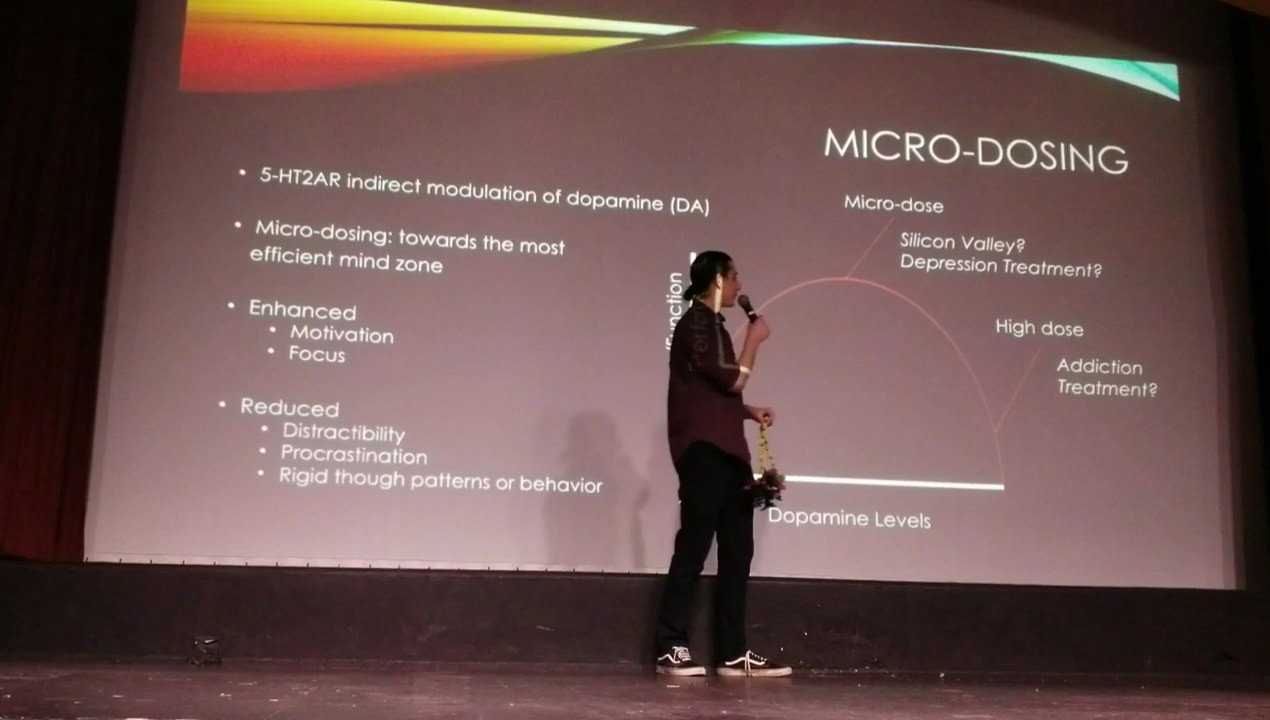 MICRO-DOSING
• 5-HT2AR indirect modulation of dopamine (DA)
• Micro-dosing: towards the most
efficient mind zone
• Enhanced
• Motivation
• Focus
• Reduced
• Distractibility
• Procrastination
• Rigid though patterns or behavior
Micro-dose
Silicon Valley?
Depression Treatment?
High dose
Addiction
Treatment?
Function
Dopamine Levels